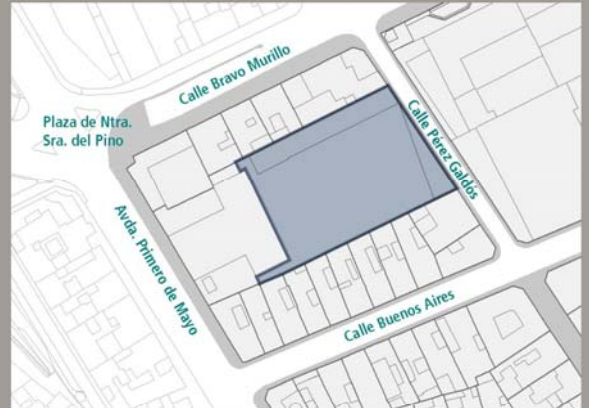 Calle Bravo Murillo
Plaza de Ntra.
Sra. del Pino
Calle Pérez Galdós
Avda. Primero de Mayo
Calle Buenos Aires